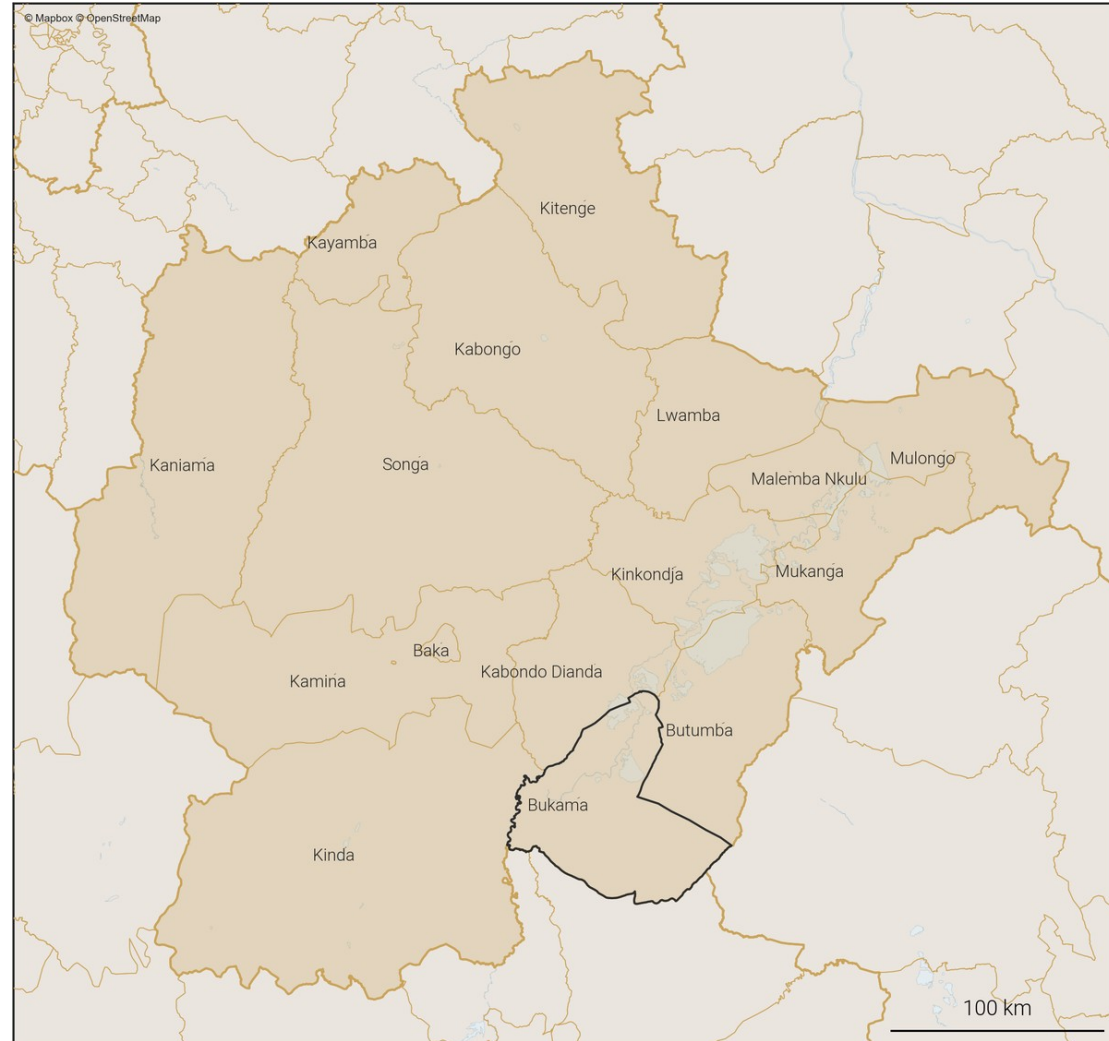 © Mapbox © OpenStreetMap
Kitenge
Kayamba
Kabongo
Lwamba
Kaniama
Songa
Mulongo
Malemba Nkulu
Kinkondja
Mukanga
Baka
Kabondo Dianda
Kamina
Butumba
Bukama
Kinda
100 km